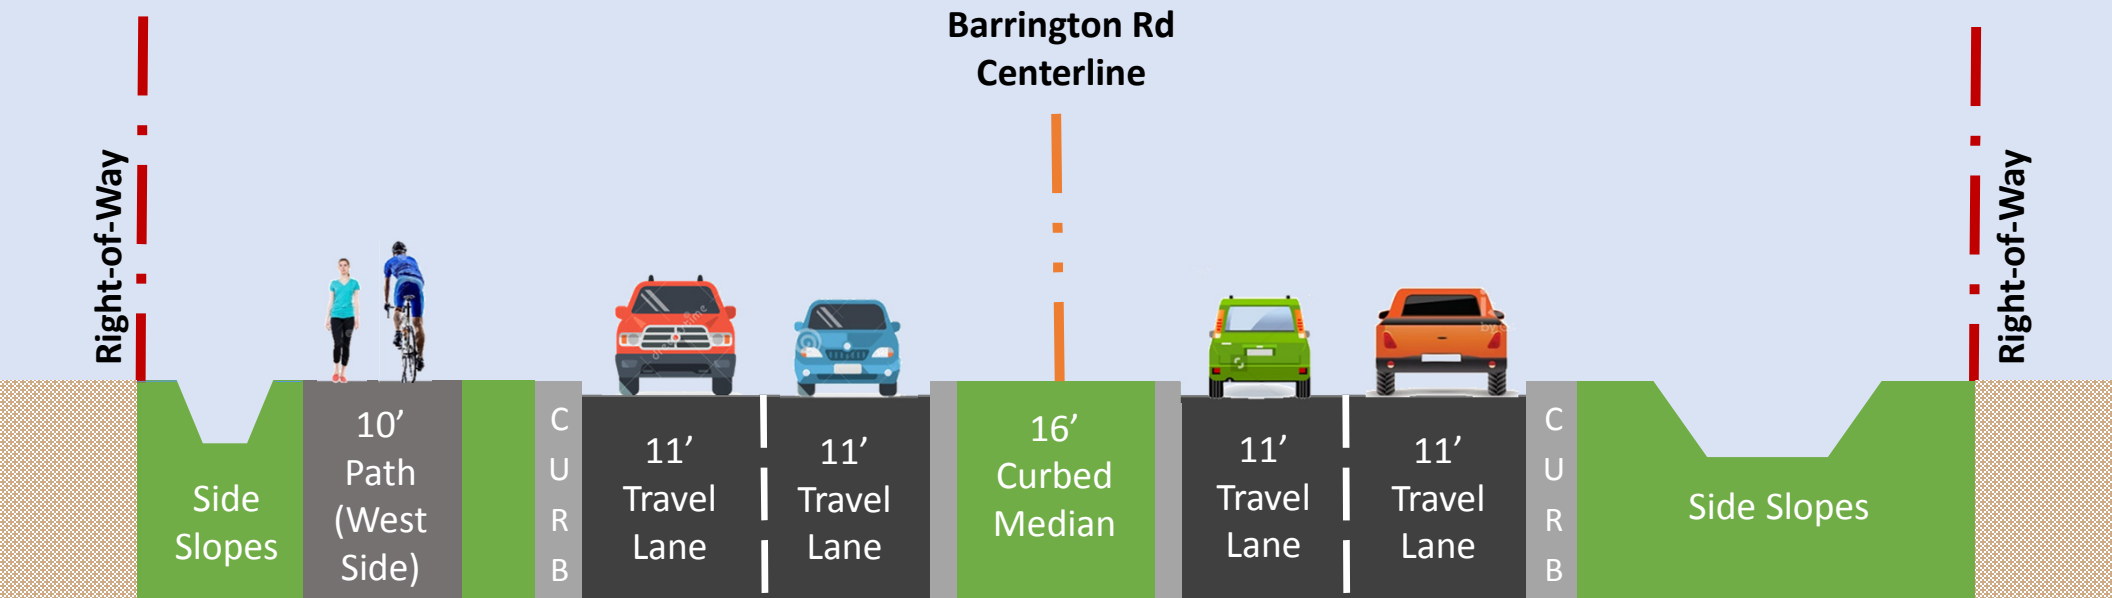 Barrington Rd
Centerline
Right-of-Way
Right-of-Way
Side
Slopes
10’
Path
(West
Side)
C
U
R
B
11’
Travel
Lane
11’
Travel
Lane
16’
Curbed
Median
11’
Travel
Lane
11’
Travel
Lane
C
U
R
B
Side Slopes